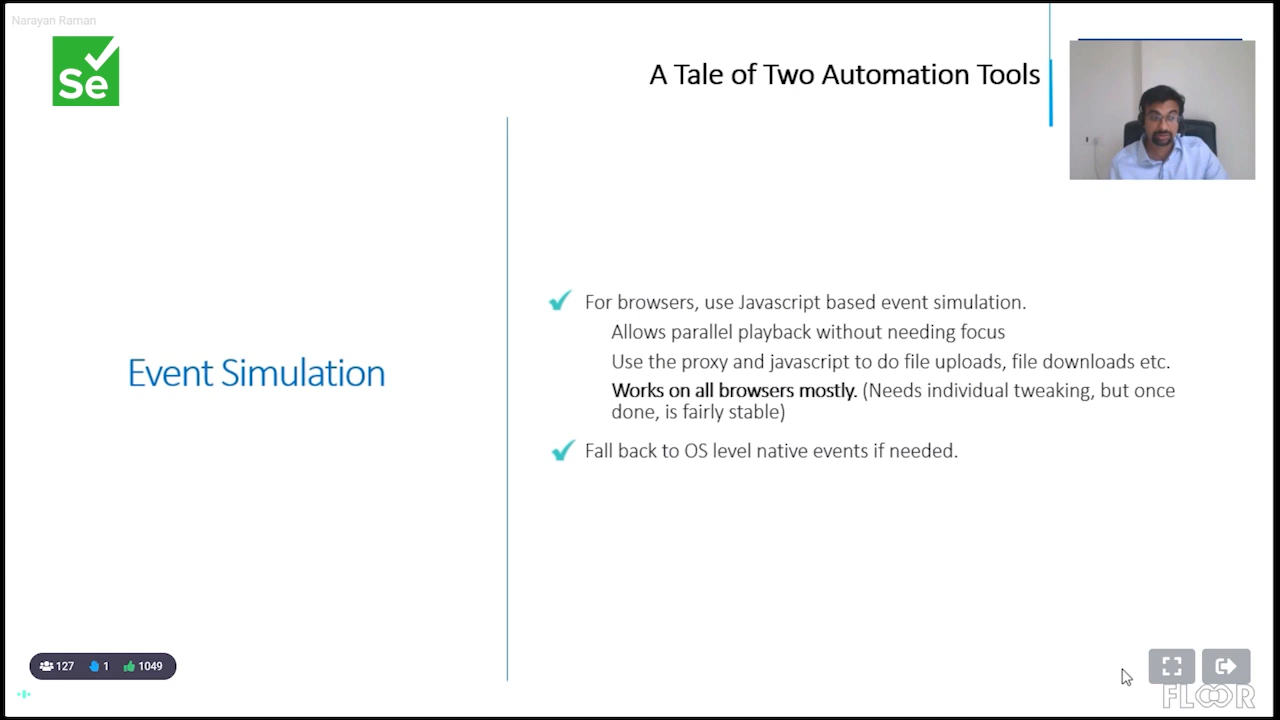 Narayan Raman
Se
A Tale of Two Automation Tools
Event Simulation
For browsers, use Javascript based event simulation.
Allows parallel playback without needing focus
Use the proxy and javascript to do file uploads, file downloads etc.
Works on all browsers mostly. (Needs individual tweaking, but once
done, is fairly stable)
Fall back to OS level native events if needed.
127 1 1049
FLOOR